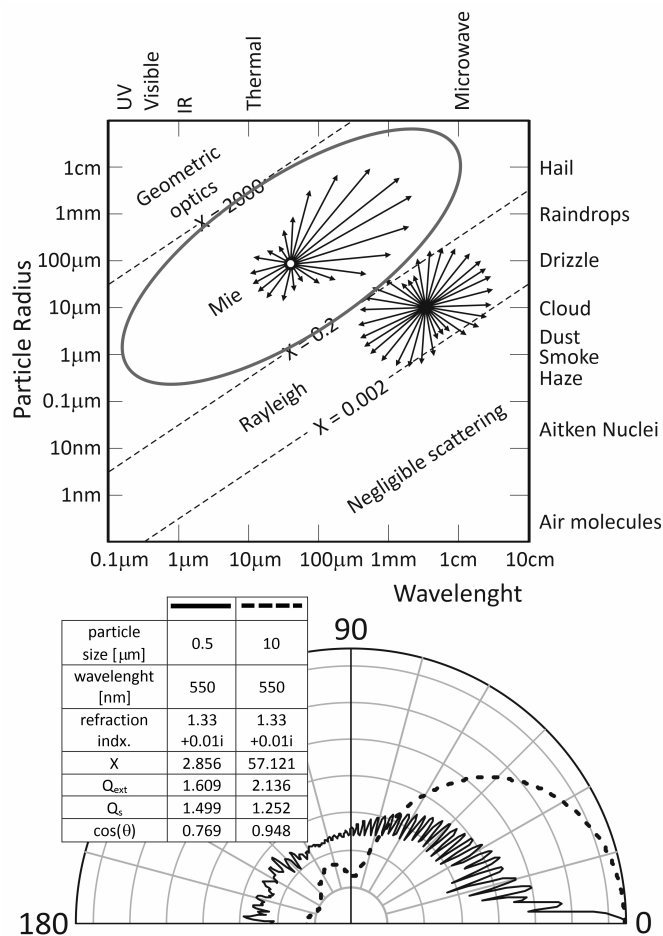 UV
Visible
IR
Thermal
Microwave
Geometric
optics
X = 2000
1cm
1mm
100μm
10μm
1μm
0.1μm
10nm
1nm
Particle Radius
Mie
X = 0.2
Rayleigh
X = 0.002
Negligible scattering
Hail
Raindrops
Drizzle
Cloud
Dust
Smoke
Haze
Aitken Nuclei
Air molecules
0.1μm 1μm 10μm 100μm 1mm 1cm 10cm
Wavelenght
particle
size [μm] 0.5 10
wavelenght
[nm] 550 550
refraction 1.33 1.33
indx. +0.01i +0.01i
X 2.856 57.121
Qext 1.609 2.136
Qs 1.499 1.252
cos(θ) 0.769 0.948
90
180
0